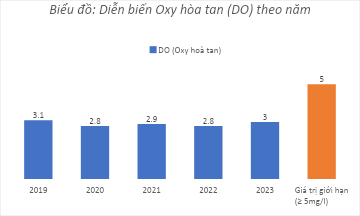 Biểu đồ: Diễn biến Oxy hòa tan (DO) theo năm
DO (Oxy hoà tan)
3.1
2.8
2.9
2.8
3
5
2019
2020
2021
2022
2023
Giá trị giới hạn
(≥ 5mg/l)